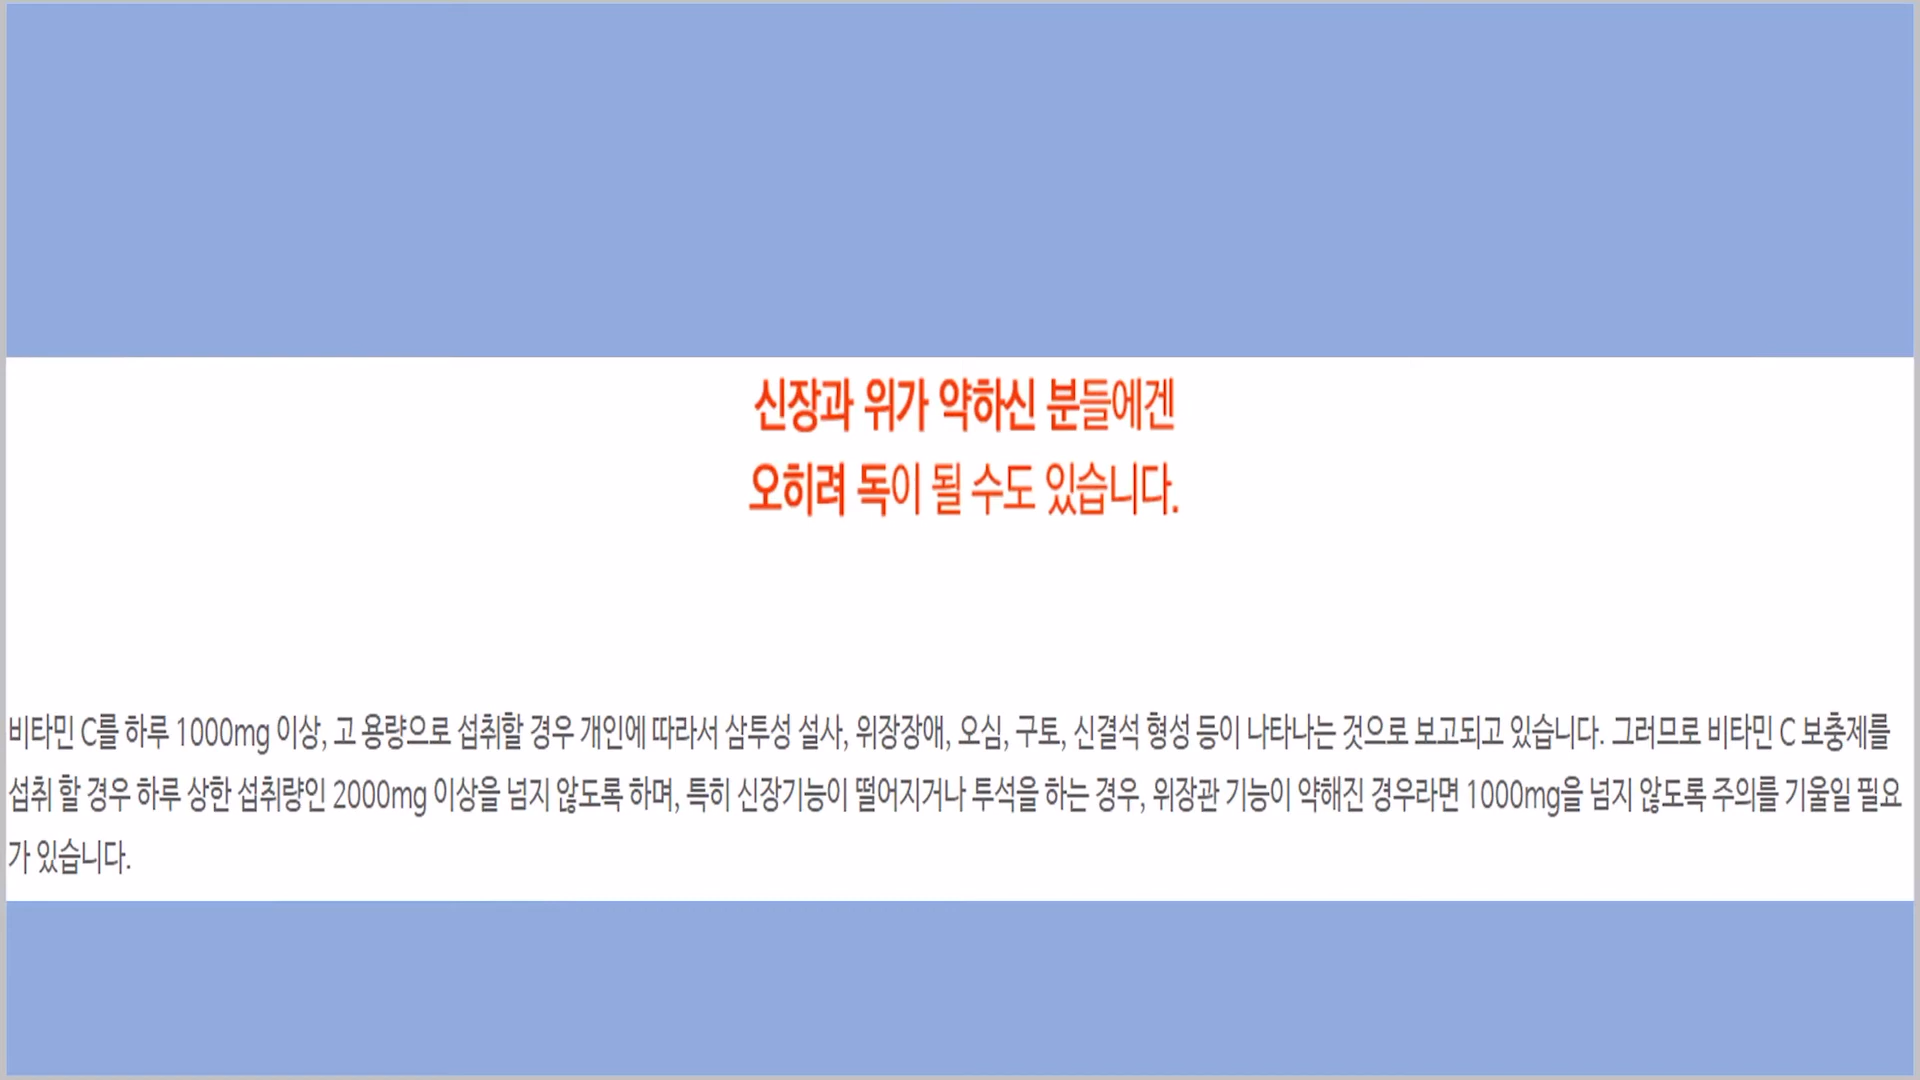 신장과 위가 약하신 분들에겐
오히려 독이 될 수도 있습니다.
비타민 C를 하루 1000mg 이상, 고 용량으로 섭취할 경우 개인에 따라서 삼투성 설사, 위장장애, 오심, 구토, 신결석 형성 등이 나타나는 것으로 보고되고 있습니다. 그러므로 비타민 C 보충제를
섭취 할 경우 하루 상한 섭취량인 2000mg 이상을 넘지 않도록 하며, 특히 신장기능이 떨어지거나 투석을 하는 경우, 위장관 기능이 약해진 경우라면 1000mg을 넘지 않도록 주의를 기울일 필요
가 있습니다.